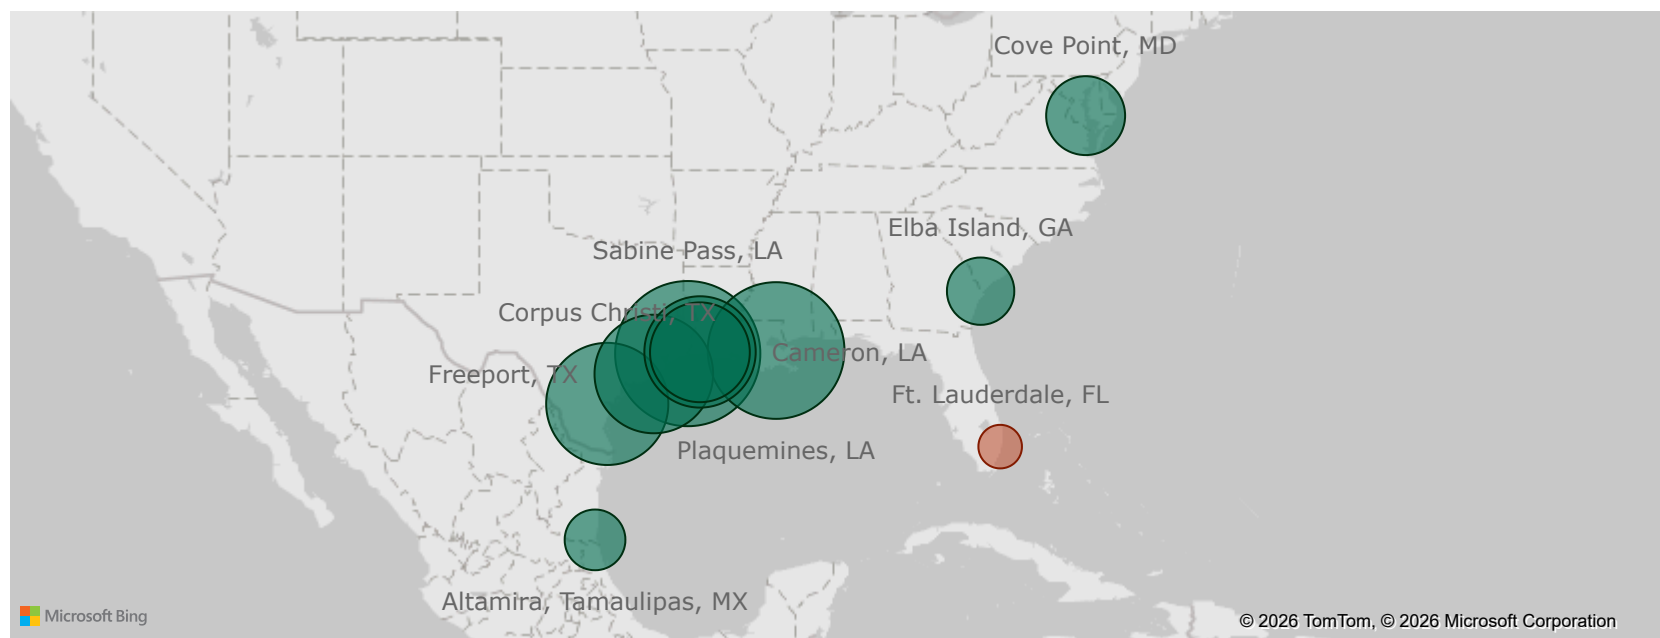 Cove Point, MD
Elba Island, GA
Sabine Pass, LA
Corpus Christi, TX
Cameron, LA
Freeport, TX
Ft. Lauderdale, FL
Plaquemines, LA
Altamira, Tamaulipas, MX
Microsoft Bing
© 2026 TomTom, © 2026 Microsoft Corporation